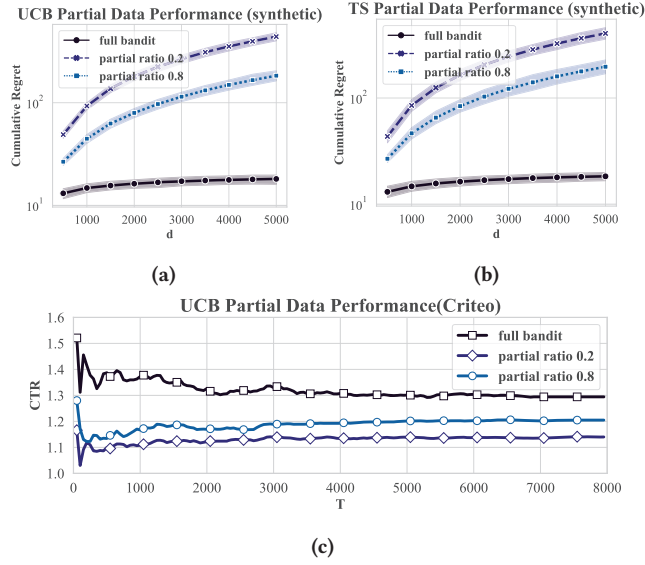 UCB Partial Data Performance (synthetic)
full bandit
partial ratio 0.2
partial ratio 0.8
Cumulative Regret
10²
10¹
1000 2000 3000 4000 5000
d
(a)
TS Partial Data Performance (synthetic)
full bandit
partial ratio 0.2
partial ratio 0.8
Cumulative Regret
10²
10¹
1000 2000 3000 4000 5000
d
(b)
UCB Partial Data Performance(Criteo)
full bandit
partial ratio 0.2
partial ratio 0.8
CTR
1.6
1.5
1.4
1.3
1.2
1.1
1.0
0 1000 2000 3000 4000 5000 6000 7000 8000
T
(c)